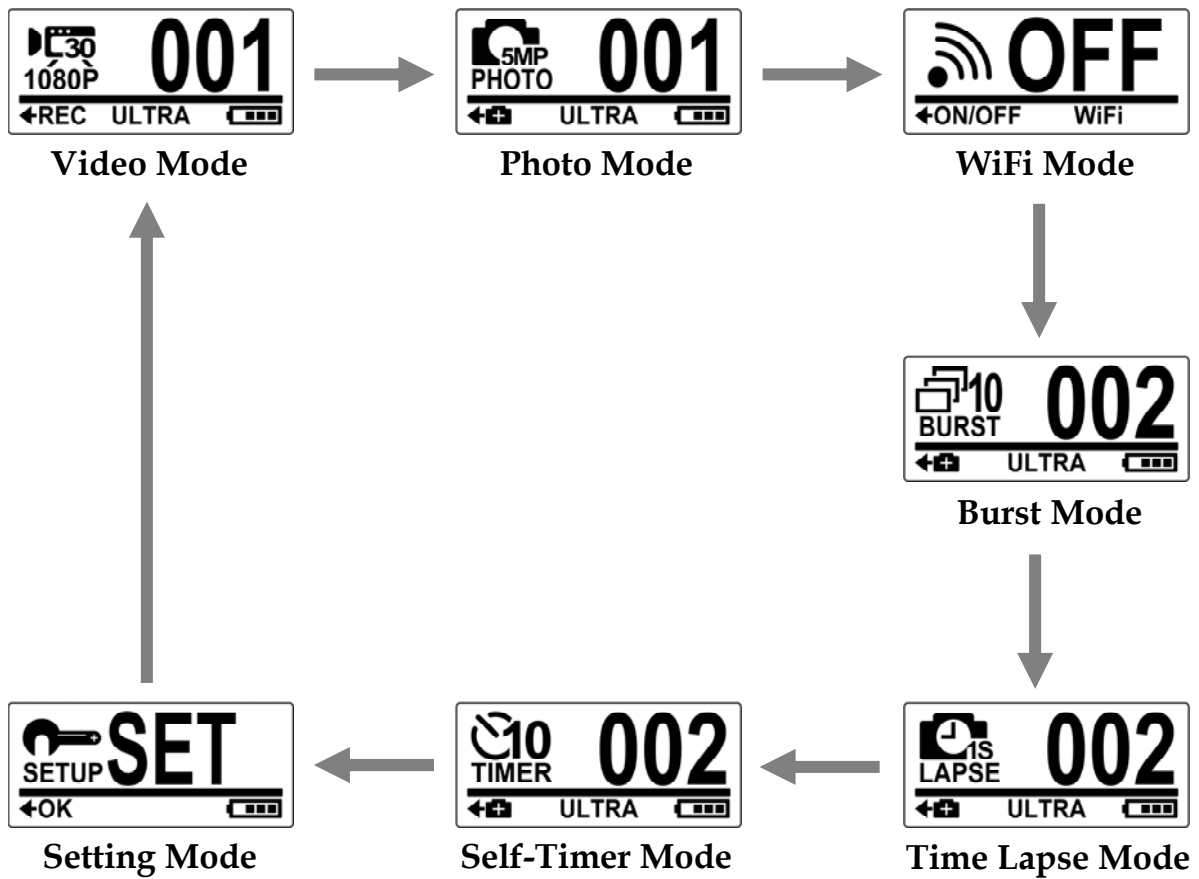 30 001
1080P
REC ULTRA
Video Mode
5MP 001
PHOTO
ULTRA
Photo Mode
OFF
ON/OFF WiFi
WiFi Mode
10 002
BURST
ULTRA
Burst Mode
SET
SETUP
OK
Setting Mode
10 002
TIMER
ULTRA
Self-Timer Mode
1S 002
LAPSE
ULTRA
Time Lapse Mode